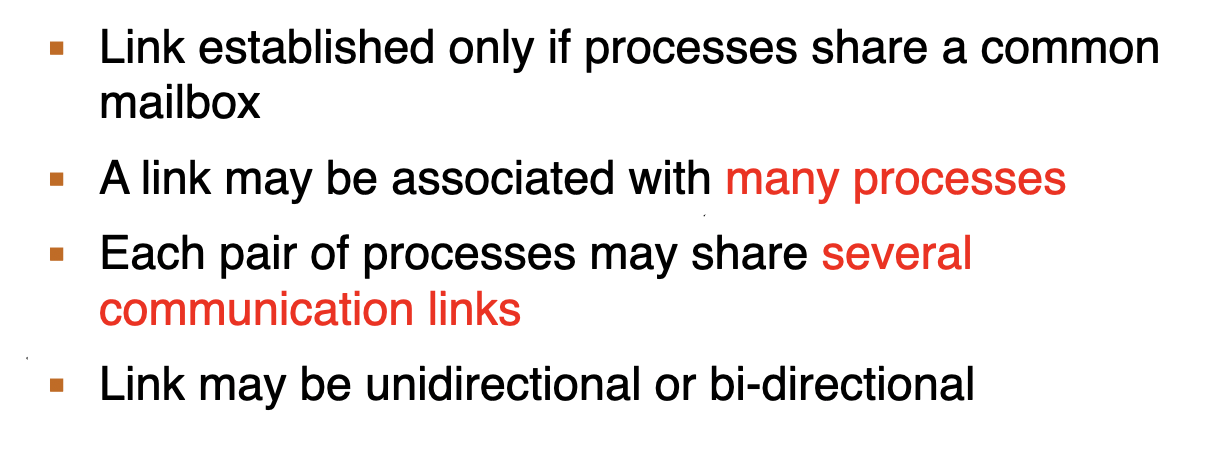 ▪ Link established only if processes share a common
mailbox
▪ A link may be associated with many processes
▪ Each pair of processes may share several
communication links
▪ Link may be unidirectional or bi-directional